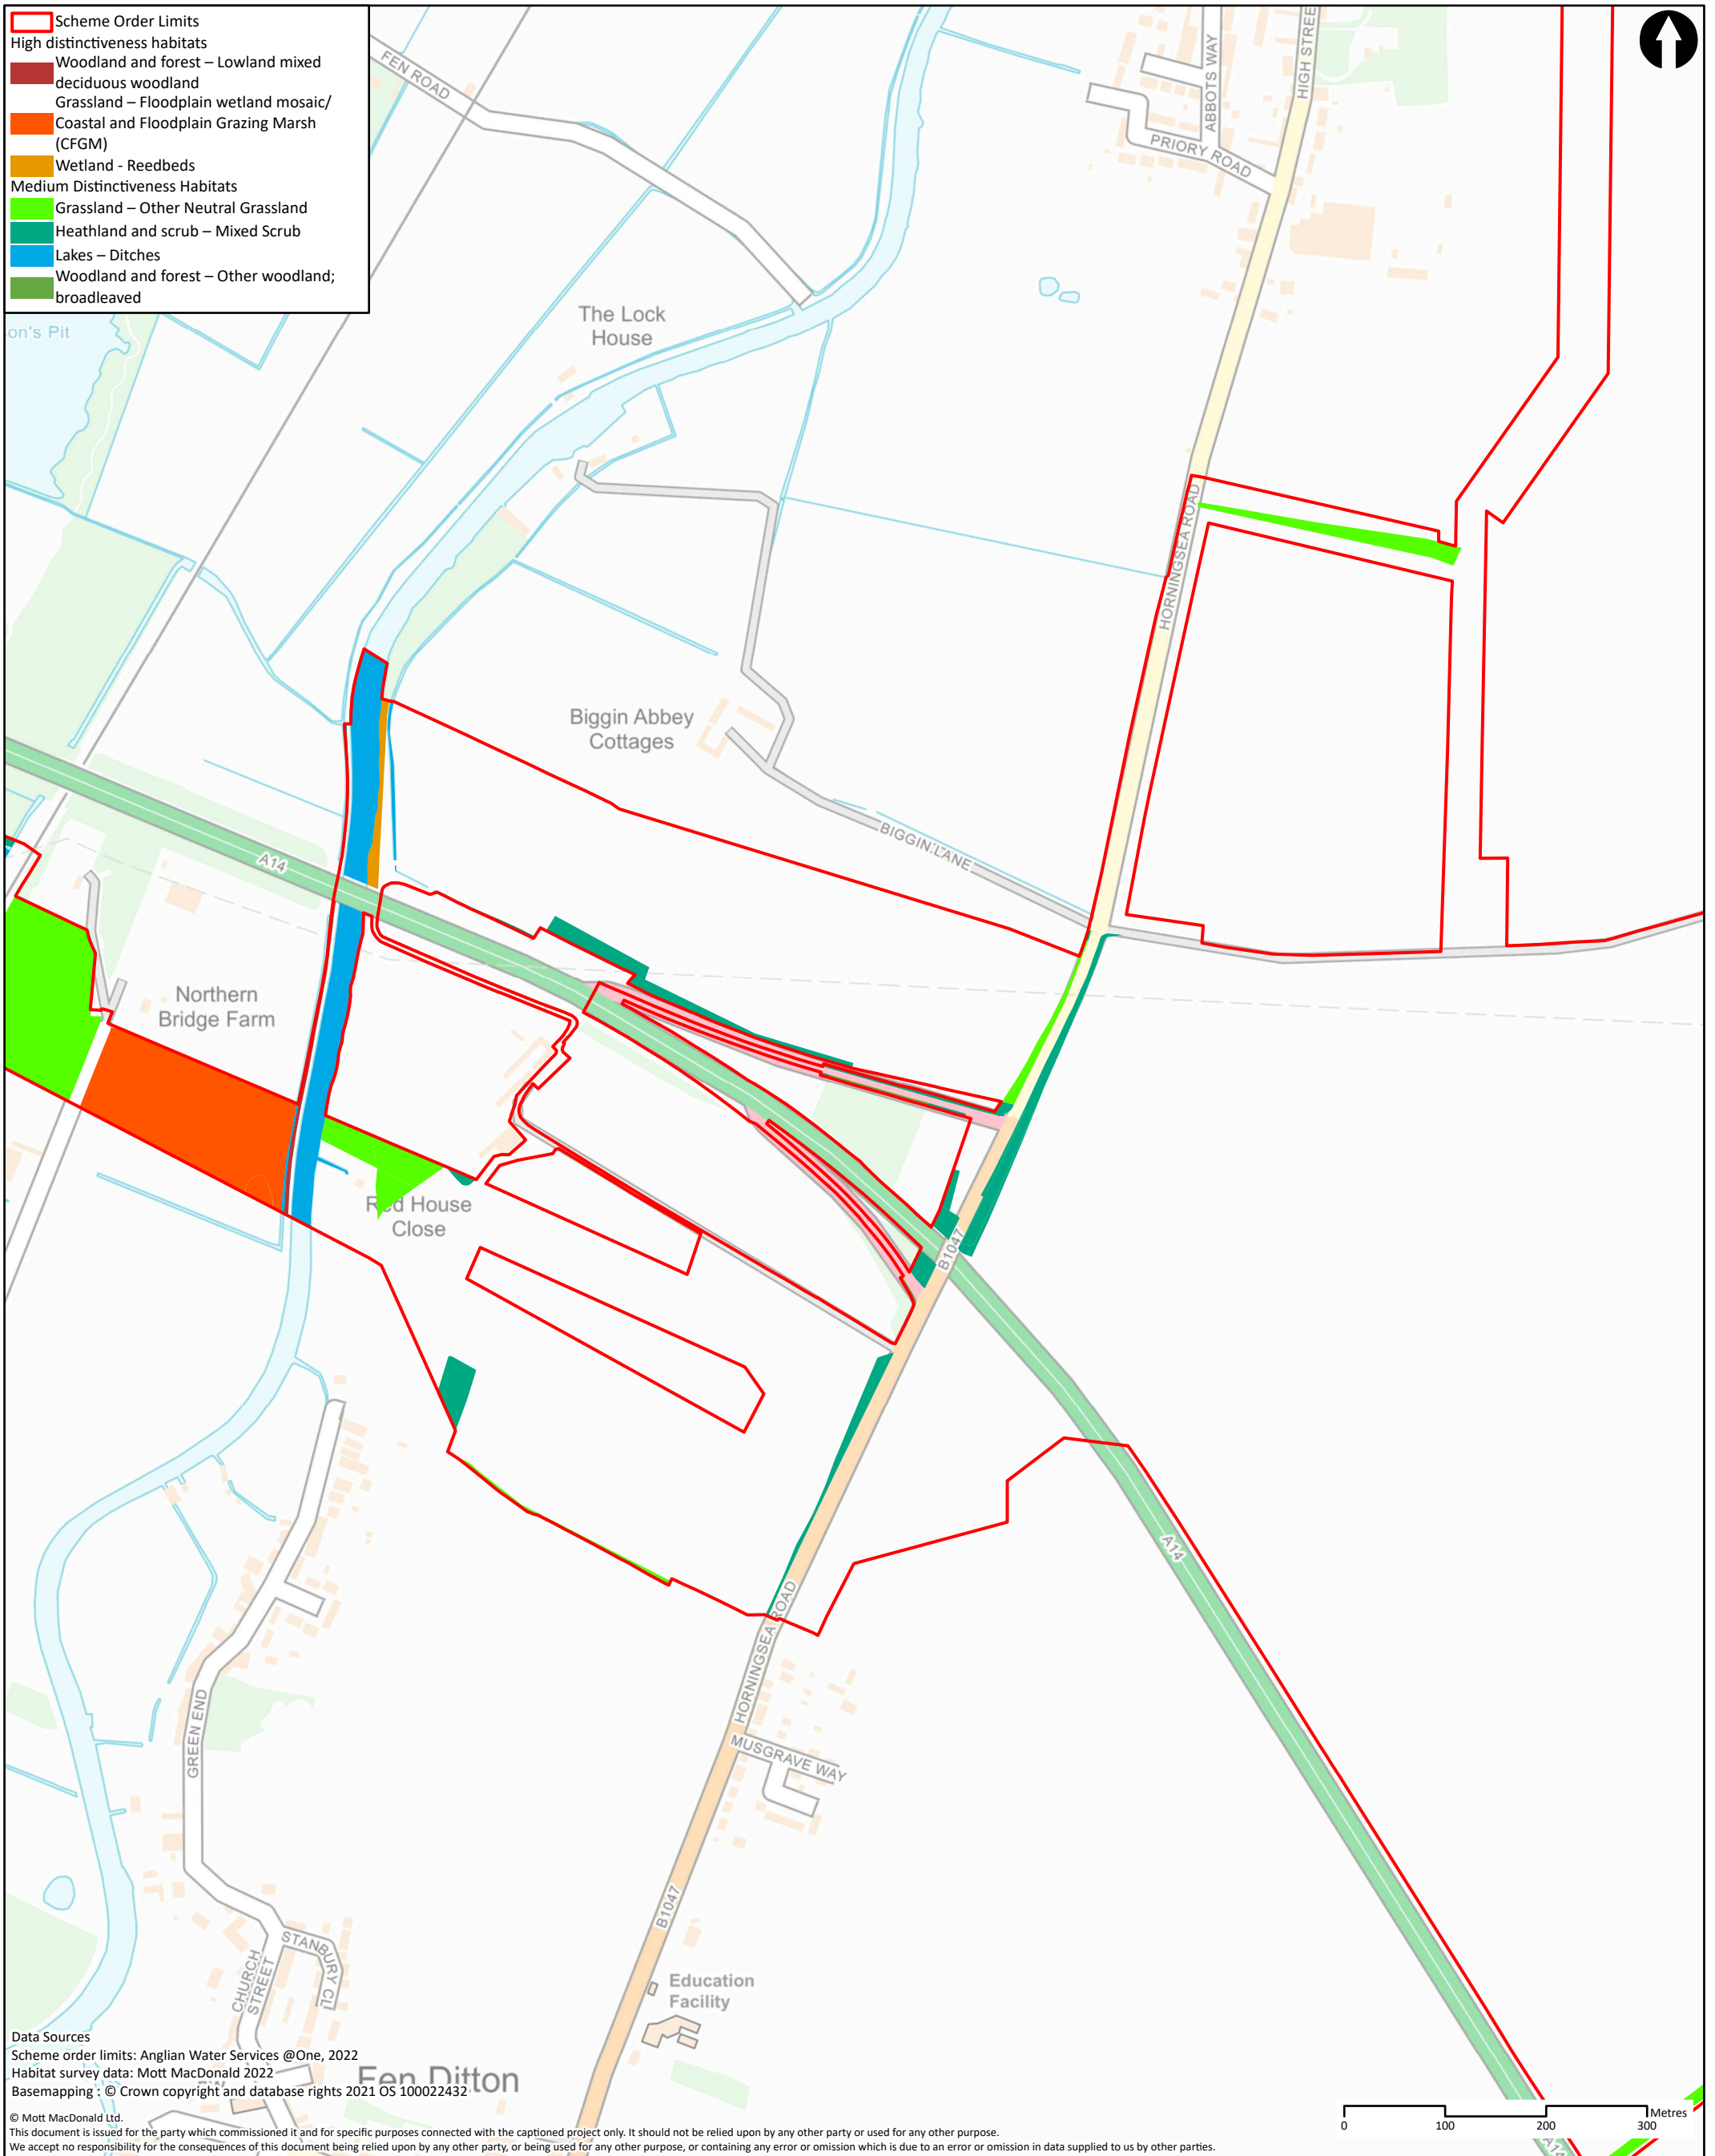 Scheme Order Limits
High distinctiveness habitats
Woodland and forest – Lowland mixed
deciduous woodland
Grassland – Floodplain wetland mosaic/
Coastal and Floodplain Grazing Marsh
(CFGM)
Wetland - Reedbeds
Medium Distinctiveness Habitats
Grassland – Other Neutral Grassland
Heathland and scrub – Mixed Scrub
Lakes – Ditches
Woodland and forest – Other woodland;
broadleaved
FEN ROAD
ABBOTS WAY
HIGH STREE
PRIORY ROAD
on's Pit
The Lock
House
HORNINGSEA ROAD
Biggin Abbey
Cottages
BIGGIN LANE
A14
Northern
Bridge Farm
Red House
Close
B1047
A14
HORNINGSEA ROAD
GREEN END
MUSGRAVE WAY
B1047
STANBURY CL
CHURCH
STREET
Education
Facility
Fen Ditton
A14
Data Sources
Scheme order limits: Anglian Water Services @One, 2022
Habitat survey data: Mott MacDonald 2022
Basemapping : © Crown copyright and database rights 2021 OS 100022432
© Mott MacDonald Ltd.
This document is issued for the party which commissioned it and for specific purposes connected with the captioned project only. It should not be relied upon by any other party or used for any other purpose.
We accept no responsibility for the consequences of this document being relied upon by any other party, or being used for any other purpose, or containing any error or omission which is due to an error or omission in data supplied to us by other parties.
Metres
0 100 200 300